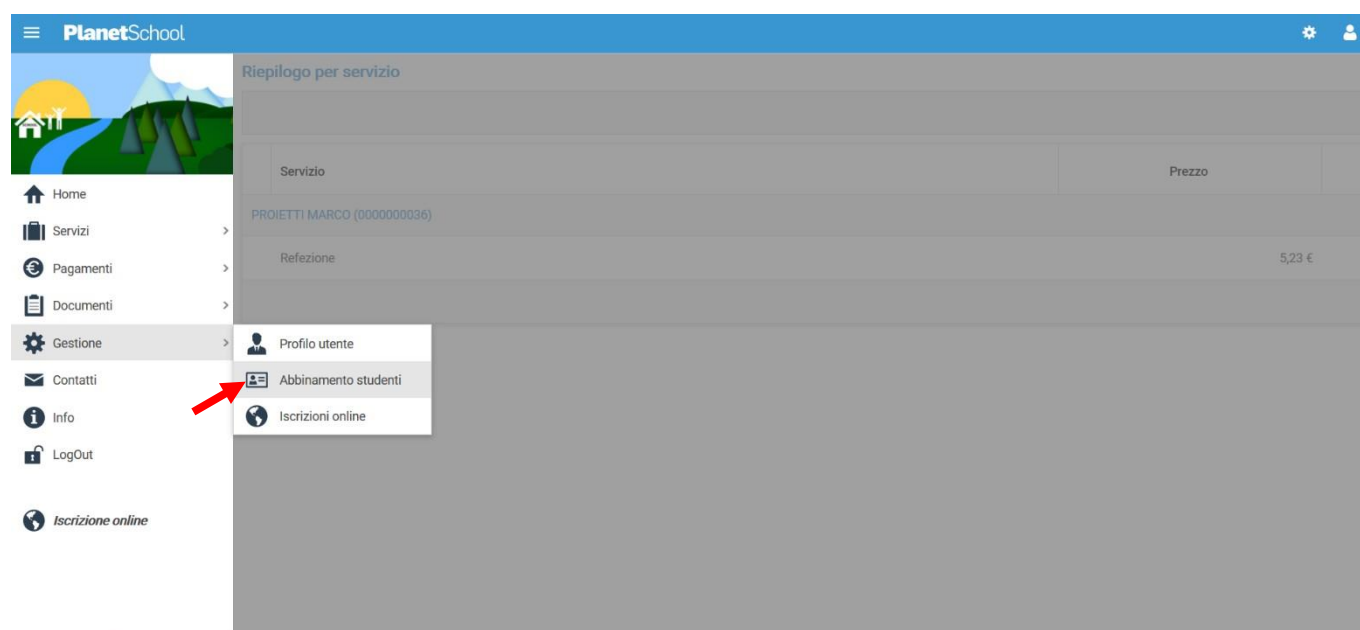 PlanetSchool
Riepilogo per servizio
Servizio Prezzo
PROIETTI MARCO (0000000036)
Refezione 5,23 €
Home
Servizi
Pagamenti
Documenti
Gestione
Contatti
Info
LogOut
Iscrizione online
Profilo utente
Abbinamento studenti
Iscrizioni online